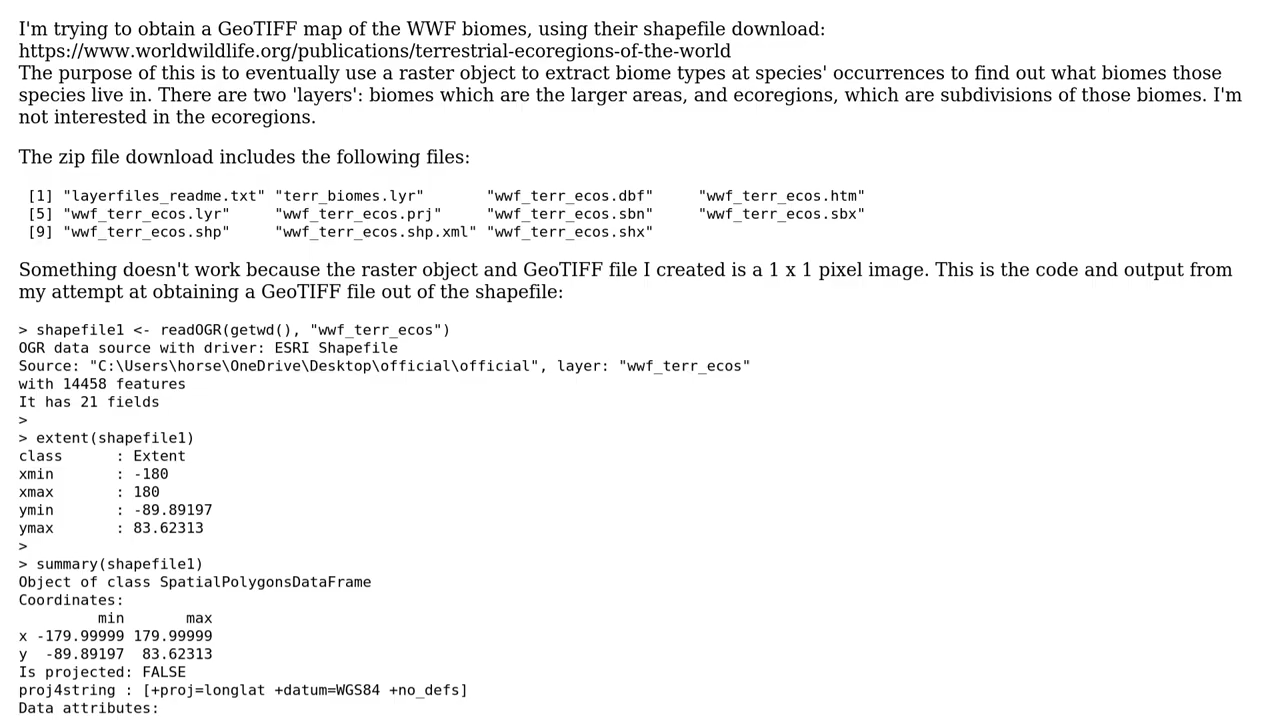 I'm trying to obtain a GeoTIFF map of the WWF biomes, using their shapefile download:
https://www.worldwildlife.org/publications/terrestrial-ecoregions-of-the-world
The purpose of this is to eventually use a raster object to extract biome types at species' occurrences to find out what biomes those
species live in. There are two 'layers': biomes which are the larger areas, and ecoregions, which are subdivisions of those biomes. I'm
not interested in the ecoregions.
The zip file download includes the following files:
[1] "layerfiles_readme.txt" "terr_biomes.lyr" "wwf_terr_ecos.dbf" "wwf_terr_ecos.htm"
[5] "wwf_terr_ecos.lyr" "wwf_terr_ecos.prj" "wwf_terr_ecos.sbn" "wwf_terr_ecos.sbx"
[9] "wwf_terr_ecos.shp" "wwf_terr_ecos.shp.xml" "wwf_terr_ecos.shx"
Something doesn't work because the raster object and GeoTIFF file I created is a 1 x 1 pixel image. This is the code and output from
my attempt at obtaining a GeoTIFF file out of the shapefile:
> shapefile1 <- readOGR(getwd(), "wwf_terr_ecos")
OGR data source with driver: ESRI Shapefile
Source: "C:\Users\horse\OneDrive\Desktop\official\official", layer: "wwf_terr_ecos"
with 14458 features
It has 21 fields
>
> extent(shapefile1)
class      : Extent
xmin       : -180
xmax       : 180
ymin       : -89.89197
ymax       : 83.62313
>
> summary(shapefile1)
Object of class SpatialPolygonsDataFrame
Coordinates:
         min       max
x -179.99999 179.99999
y  -89.89197  83.62313
Is projected: FALSE
proj4string : [+proj=longlat +datum=WGS84 +no_defs]
Data attributes: